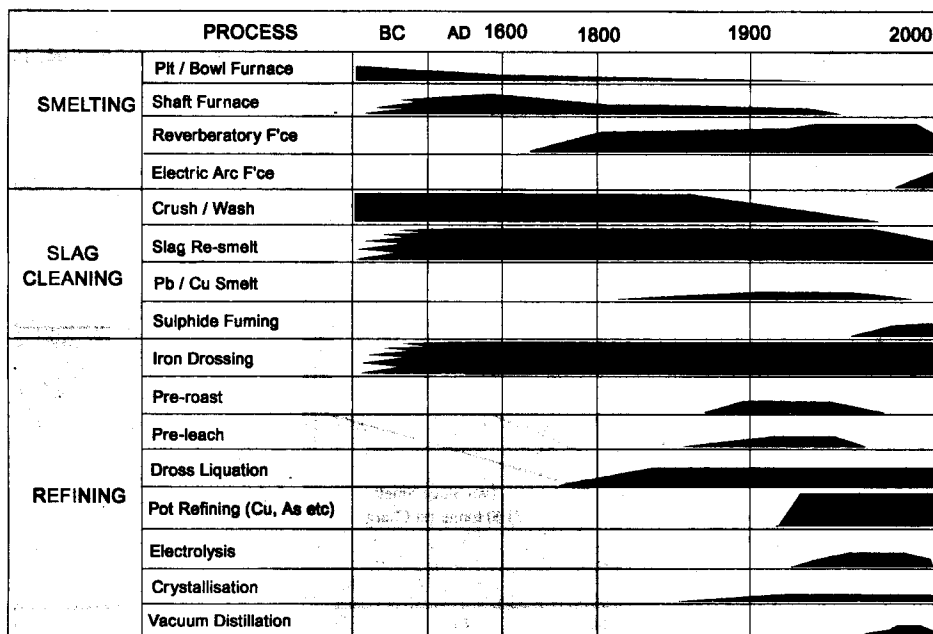 PROCESS BC AD 1600 1800 1900 2000
SMELTING
Pit / Bowl Furnace
Shaft Furnace
Reverberatory F'ce
Electric Arc F'ce
SLAG
CLEANING
Crush / Wash
Slag Re-smelt
Pb / Cu Smelt
Sulphide Fuming
REFINING
Iron Drossing
Pre-roast
Pre-leach
Dross Liquation
Pot Refining (Cu, As etc)
Electrolysis
Crystallisation
Vacuum Distillation